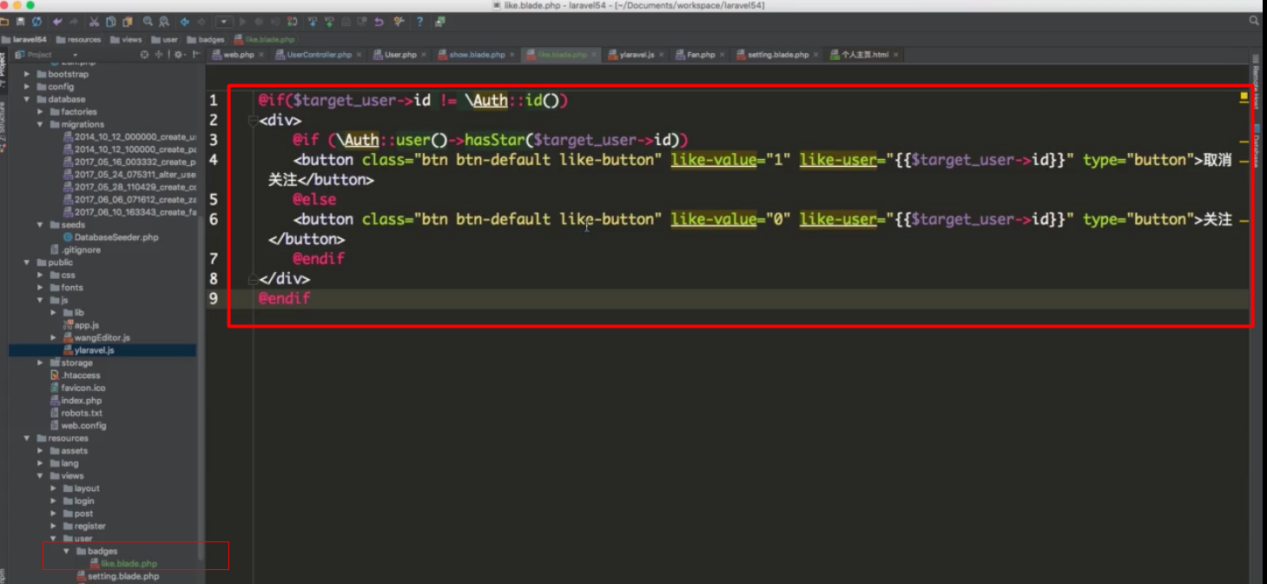 like.blade.php - laravel54 - [~/Documents/workspace/laravel54]
laravel54 resources views user badges like.blade.php
Project
web.php UserController.php User.php show.blade.php like.blade.php ylaravel.js Fan.php setting.blade.php 个人主页.html
bootstrap
config
database
factories
migrations
2014_10_12_000000_create_u
2014_10_12_100000_create_pa
2017_05_16_003332_create_p
2017_05_24_075311_alter_use
2017_05_28_110429_create_co
2017_06_06_071612_create_za
2017_06_10_163343_create_fa
seeds
DatabaseSeeder.php
.gitignore
public
css
fonts
js
lib
app.js
wangEditor.js
ylaravel.js
storage
.htaccess
favicon.ico
index.php
robots.txt
web.config
resources
assets
lang
views
layout
login
post
register
user
badges
like.blade.php
setting.blade.php
1 @if($target_user->id != \Auth::id())
2 <div>
3 @if (\Auth::user()->hasStar($target_user->id))
4 <button class="btn btn-default like-button" like-value="1" like-user="{{$target_user->id}}" type="button">取消
关注</button>
5 @else
6 <button class="btn btn-default like-button" like-value="0" like-user="{{$target_user->id}}" type="button">关注
</button>
7 @endif
8 </div>
9 @endif
Remote Host
Database